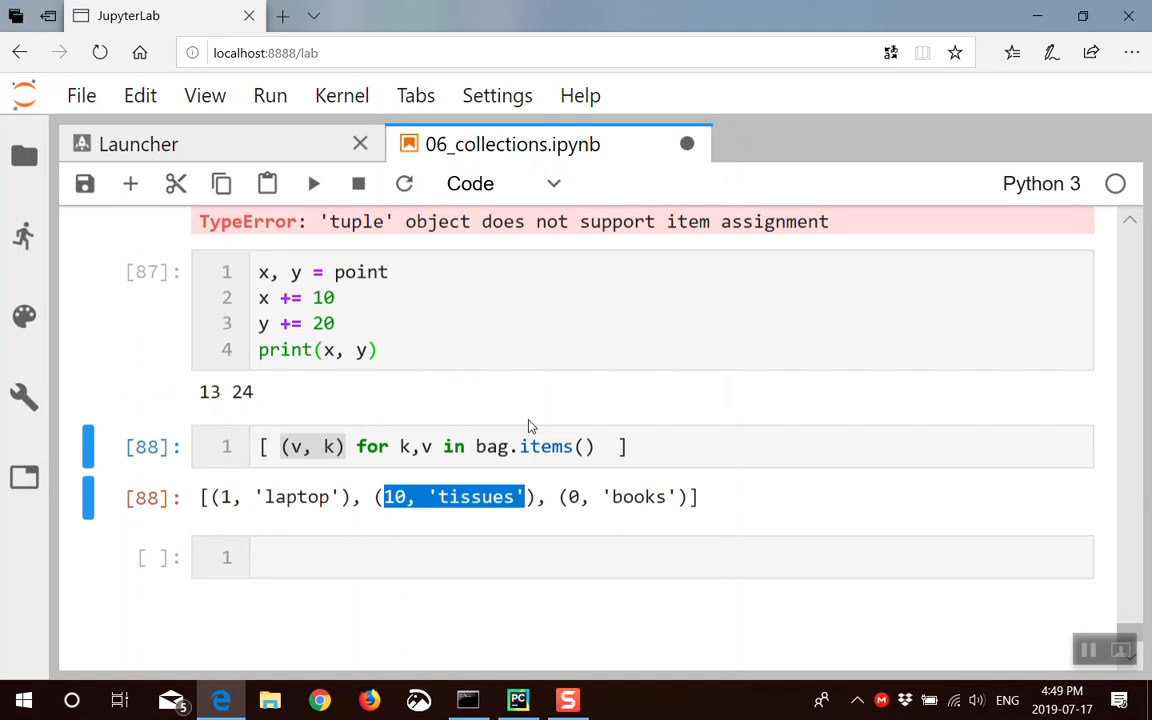 JupyterLab
localhost:8888/lab
File Edit View Run Kernel Tabs Settings Help
Launcher
06_collections.ipynb
Code
Python 3
TypeError: 'tuple' object does not support item assignment
[87]:
1 x, y = point
2 x += 10
3 y += 20
4 print(x, y)
13 24
[88]: 1 [ (v, k) for k,v in bag.items()  ]
[88]: [(1, 'laptop'), (10, 'tissues'), (0, 'books')]
[ ]: 1
5
PC
S
M
ENG
4:49 PM
2019-07-17